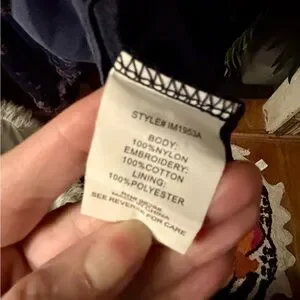 STYLE# IM1953A
BODY:
100%NYLON
EMBROIDERY:
100%COTTON
LINING:
100%POLYESTER
SEE REVERSE FOR CARE